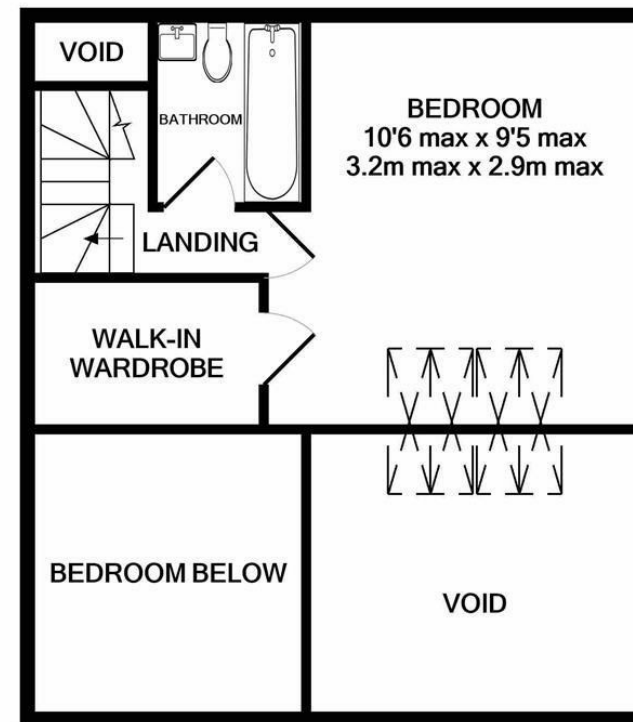 VOID
BATHROOM
BEDROOM
10'6 max x 9'5 max
3.2m max x 2.9m max
LANDING
WALK-IN
WARDROBE
BEDROOM BELOW
VOID